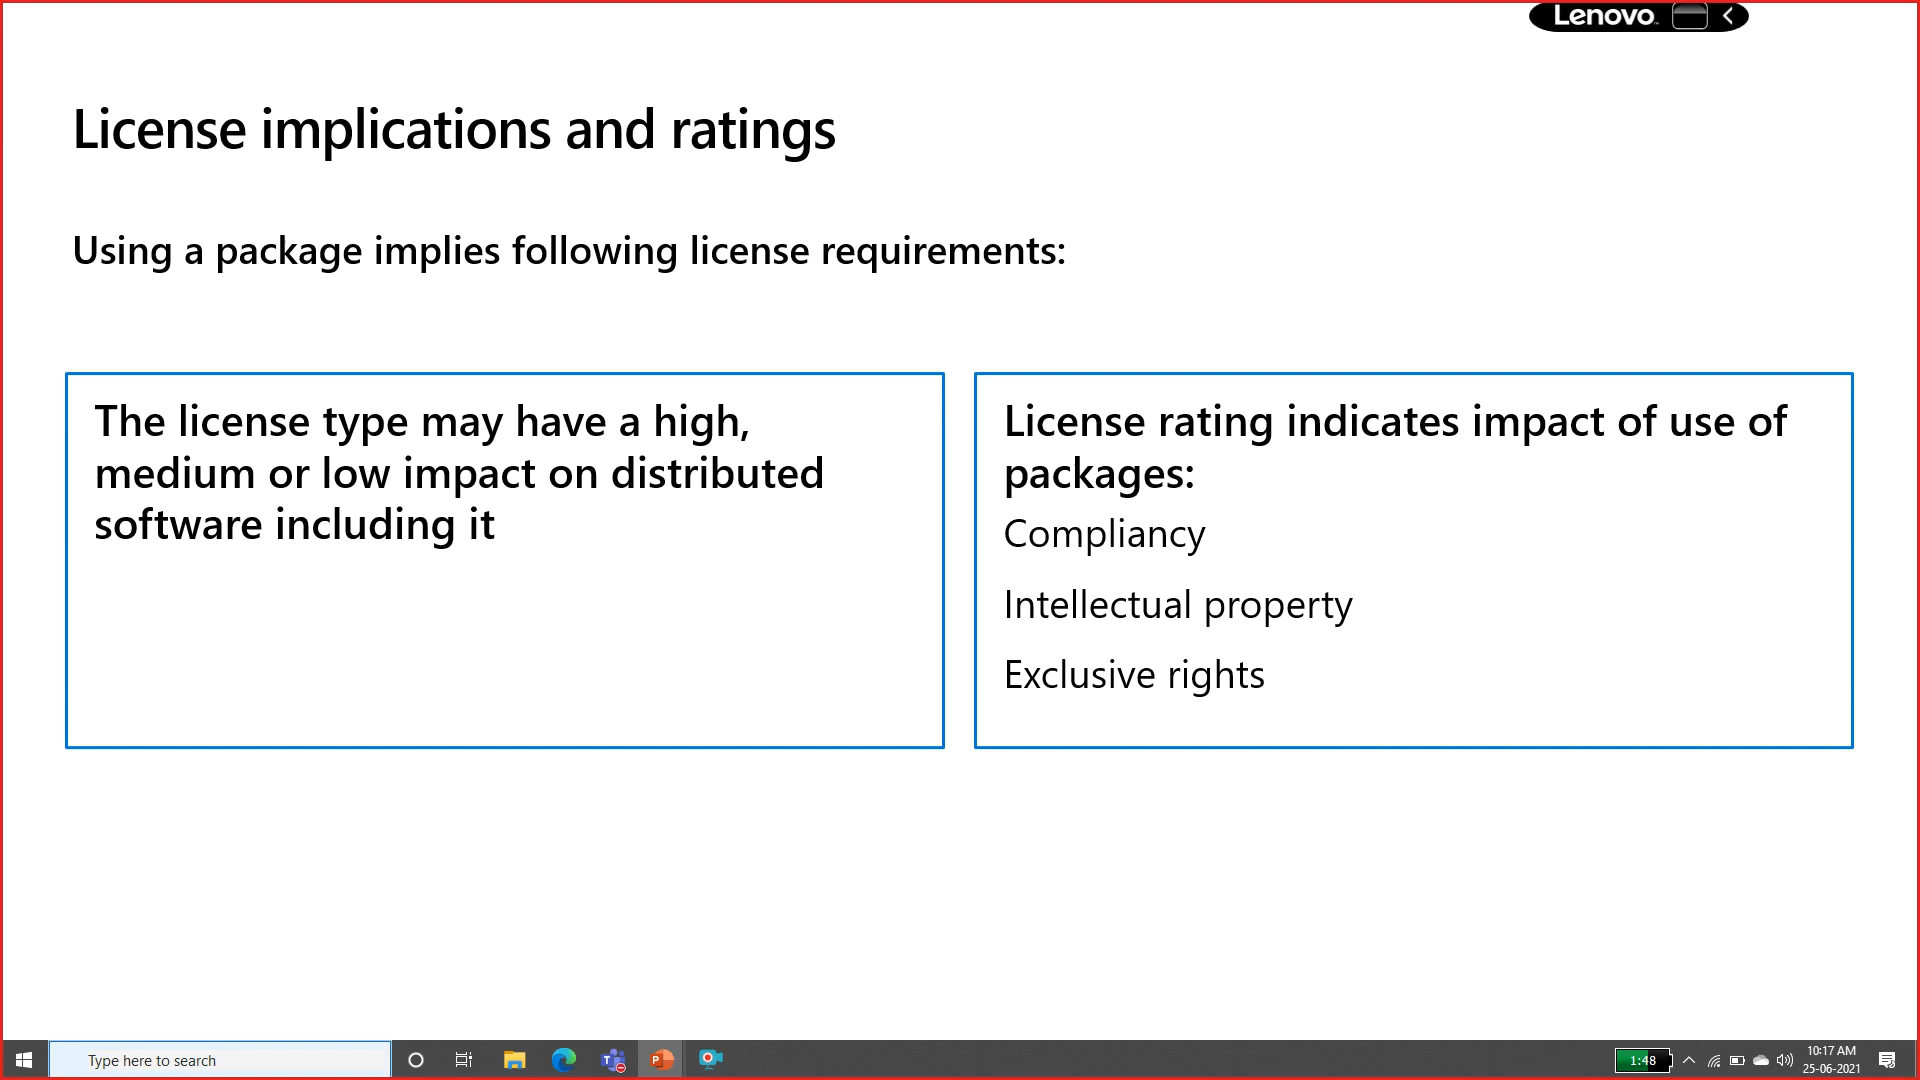 Lenovo
License implications and ratings
Using a package implies following license requirements:
The license type may have a high,
medium or low impact on distributed
software including it
License rating indicates impact of use of
packages:
Compliancy
Intellectual property
Exclusive rights
Type here to search
1:48
10:17 AM
25-06-2021